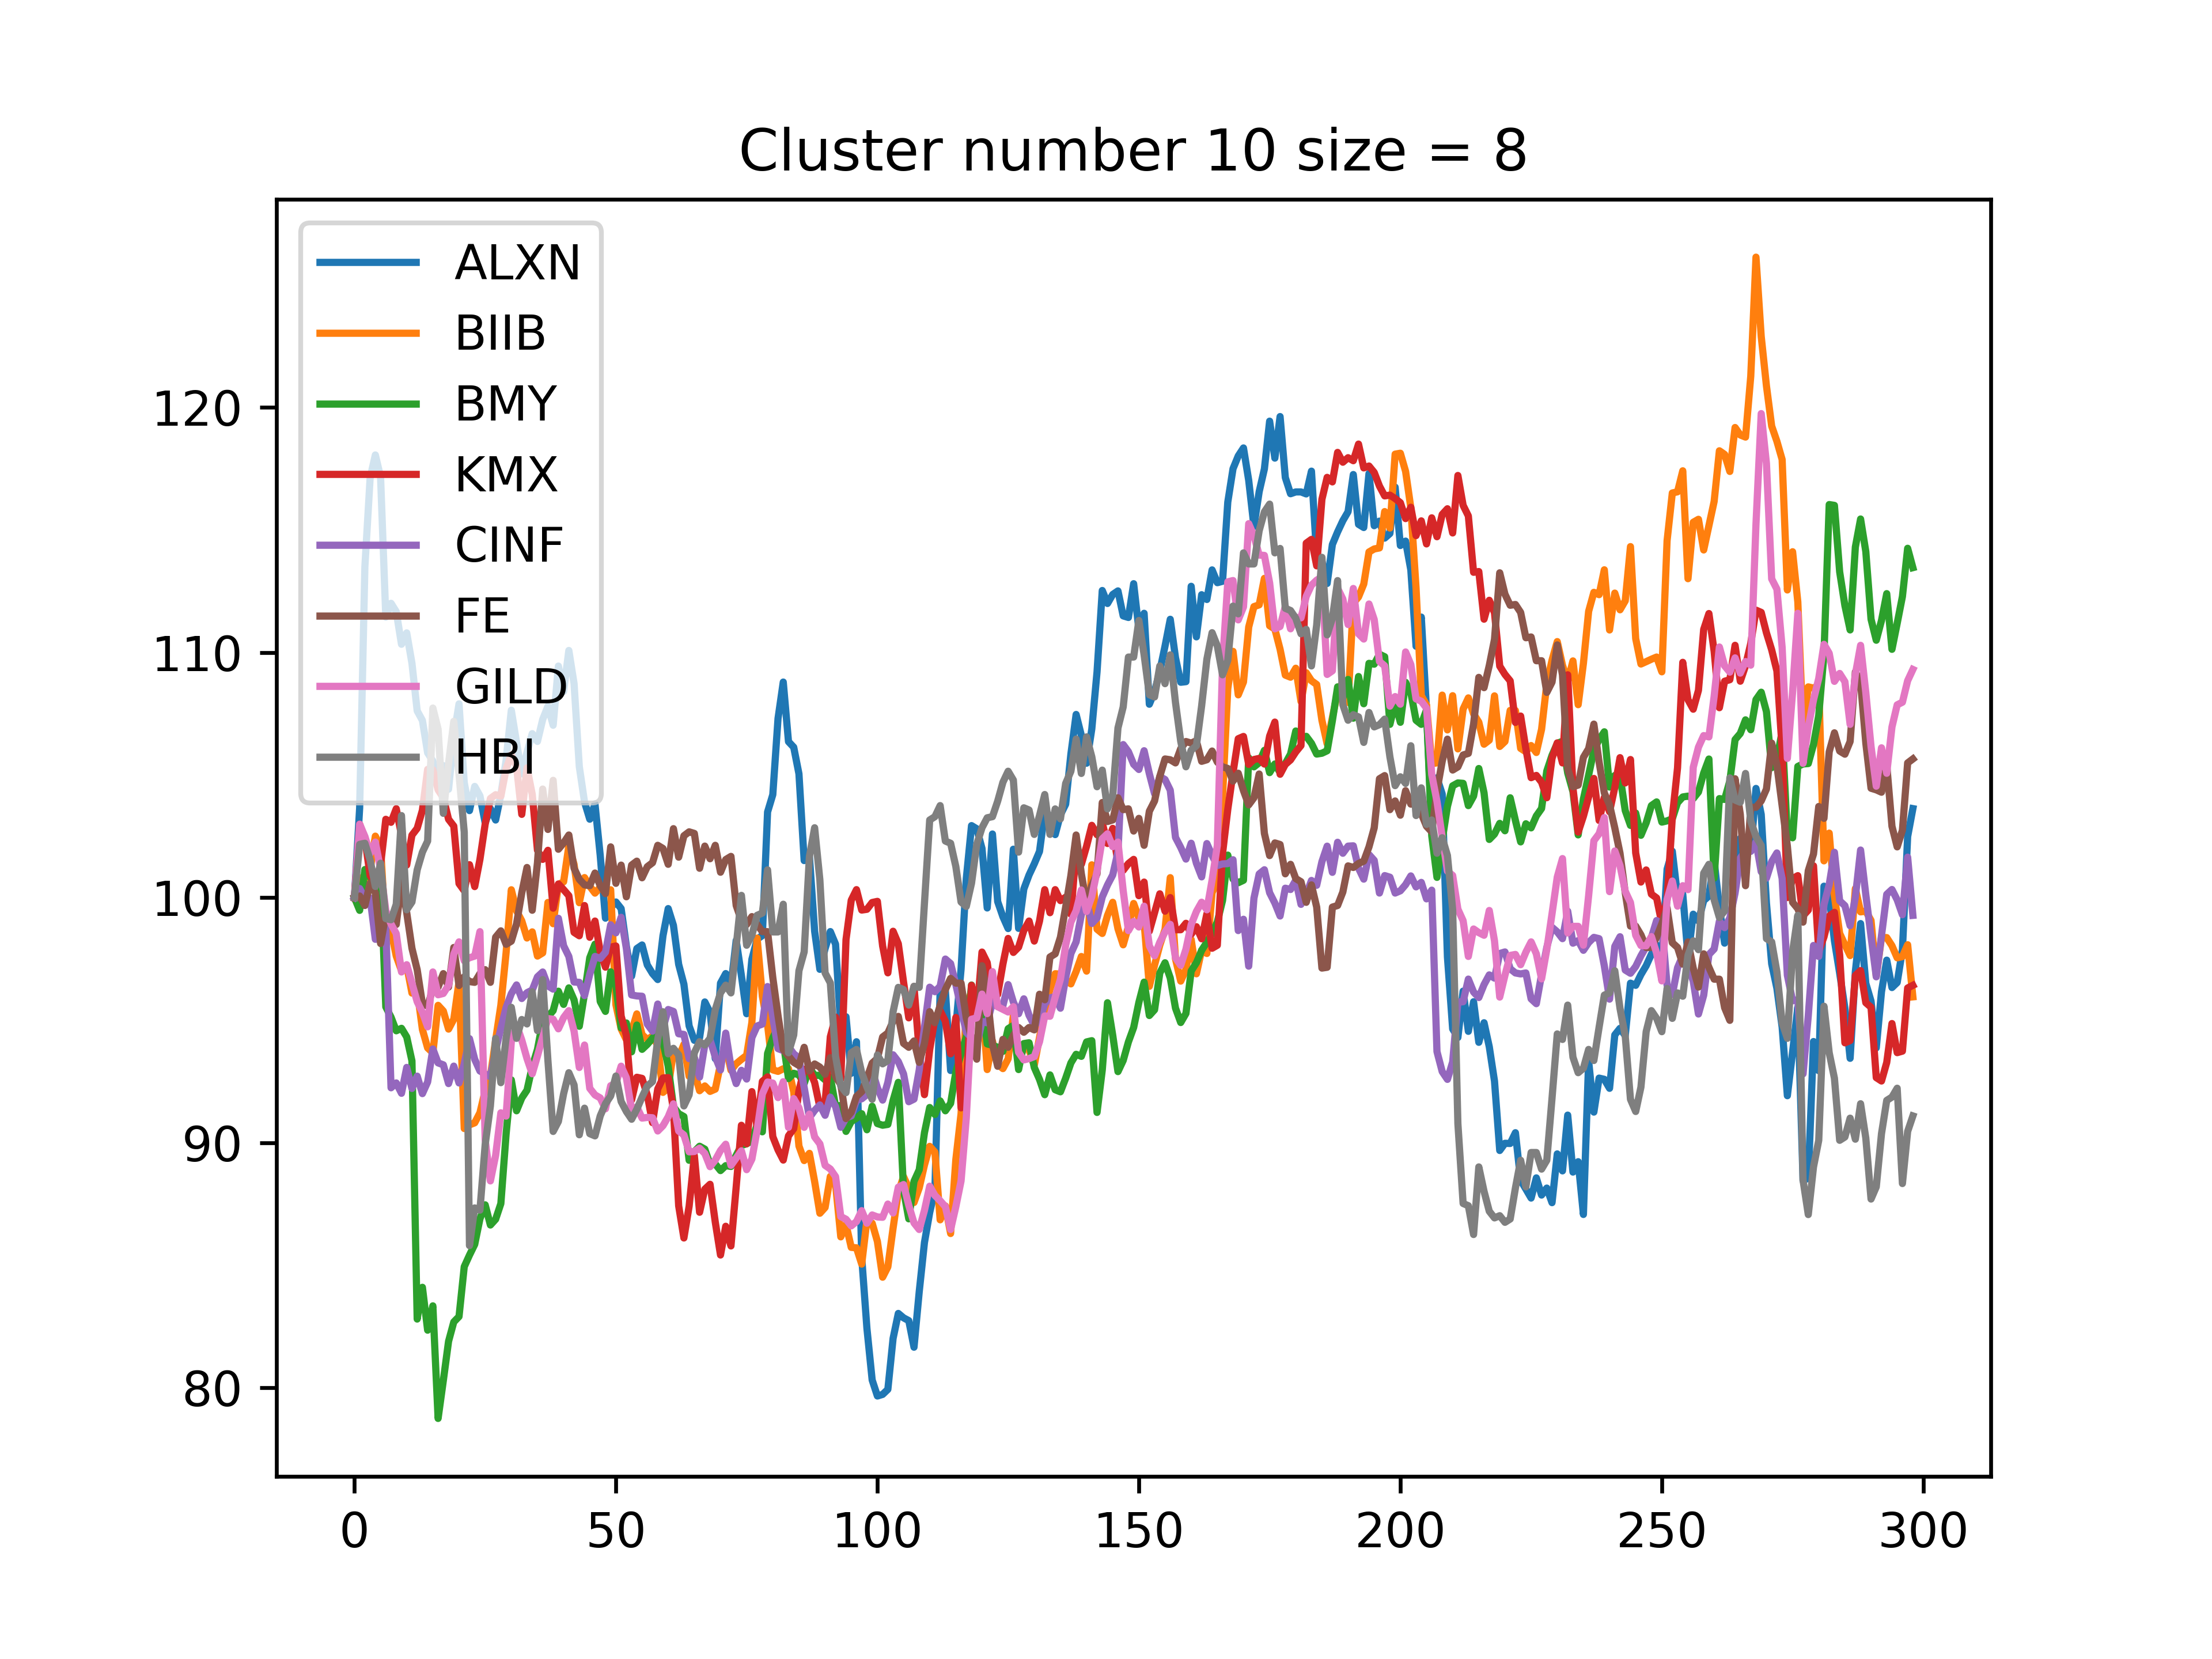 Cluster number 10 size = 8
ALXN
BIIB
BMY
KMX
CINF
FE
GILD
HBI
120
110
100
90
80
0 50 100 150 200 250 300